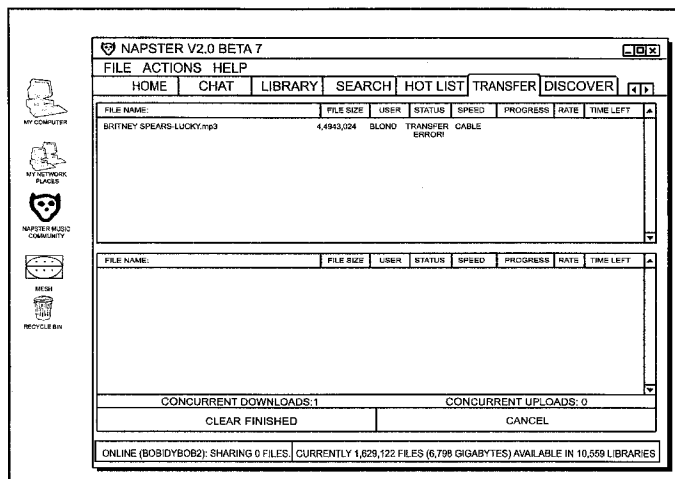 NAPSTER V2.0 BETA 7
FILE ACTIONS HELP
HOME CHAT LIBRARY SEARCH HOT LIST TRANSFER DISCOVER
FILE NAME: FILE SIZE USER STATUS SPEED PROGRESS RATE TIME LEFT
BRITNEY SPEARS-LUCKY.mp3 4,4943,024 BLOND TRANSFER ERROR! CABLE
MY COMPUTER
MY NETWORK PLACES
NAPSTER MUSIC COMMUNITY
MESH
RECYCLE BIN
FILE NAME: FILE SIZE USER STATUS SPEED PROGRESS RATE TIME LEFT
CONCURRENT DOWNLOADS:1 CONCURRENT UPLOADS: 0
CLEAR FINISHED CANCEL
ONLINE (BOBIDYBOB2): SHARING 0 FILES. CURRENTLY 1,629,122 FILES (6,798 GIGABYTES) AVAILABLE IN 10,559 LIBRARIES